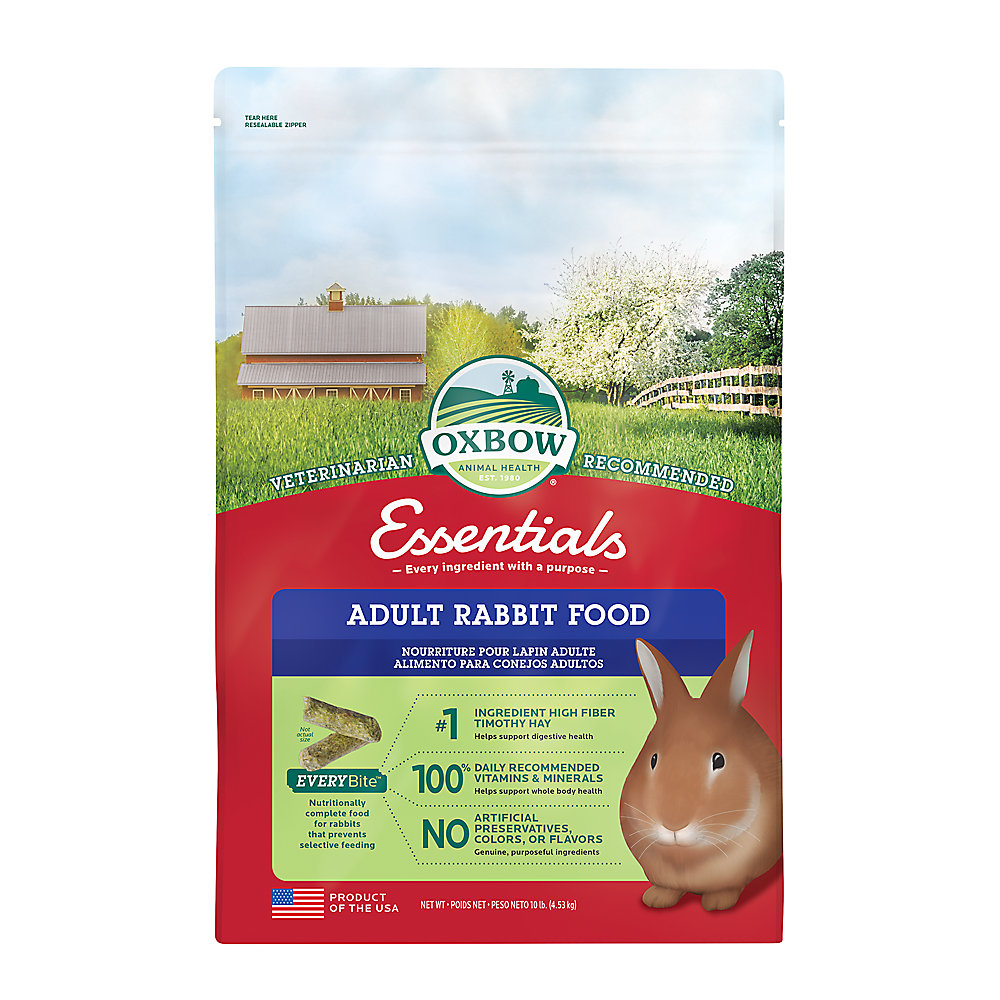 TEAR HERE
RESEALABLE ZIPPER
OXBOW
ANIMAL HEALTH
EST. 1980
®
VETERINARIAN RECOMMENDED
Essentials
– Every ingredient with a purpose –
ADULT RABBIT FOOD
NOURRITURE POUR LAPIN ADULTE
ALIMENTO PARA CONEJOS ADULTOS
Not
actual
size
EVERYBite™
Nutritionally
complete food
for rabbits
that prevents
selective feeding
#1 INGREDIENT HIGH FIBER
TIMOTHY HAY
Helps support digestive health
100% DAILY RECOMMENDED
VITAMINS & MINERALS
Helps support whole body health
NO ARTIFICIAL
PRESERVATIVES,
COLORS, OR FLAVORS
Genuine, purposeful ingredients
PRODUCT
OF THE USA
NET WT • POIDS NET • PESO NETO 10 lb. (4.53 kg)